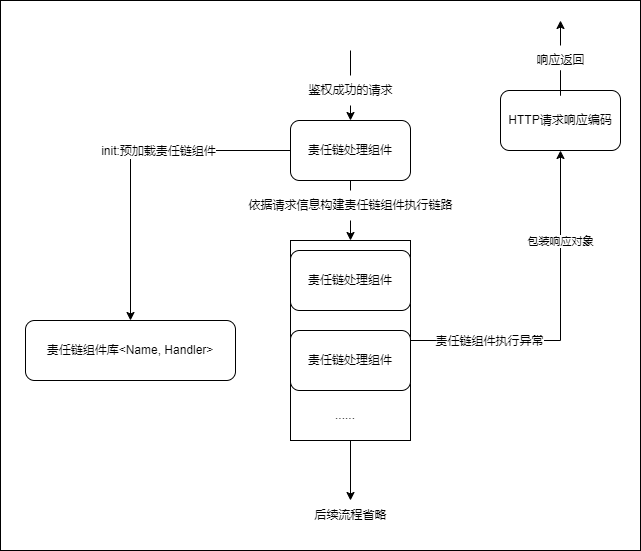 响应返回
鉴权成功的请求
HTTP请求响应编码
责任链处理组件
init:预加载责任链组件
依据请求信息构建责任链组件执行链路
包装响应对象
责任链处理组件
责任链组件执行异常
责任链组件库<Name, Handler>
责任链处理组件
......
后续流程省略